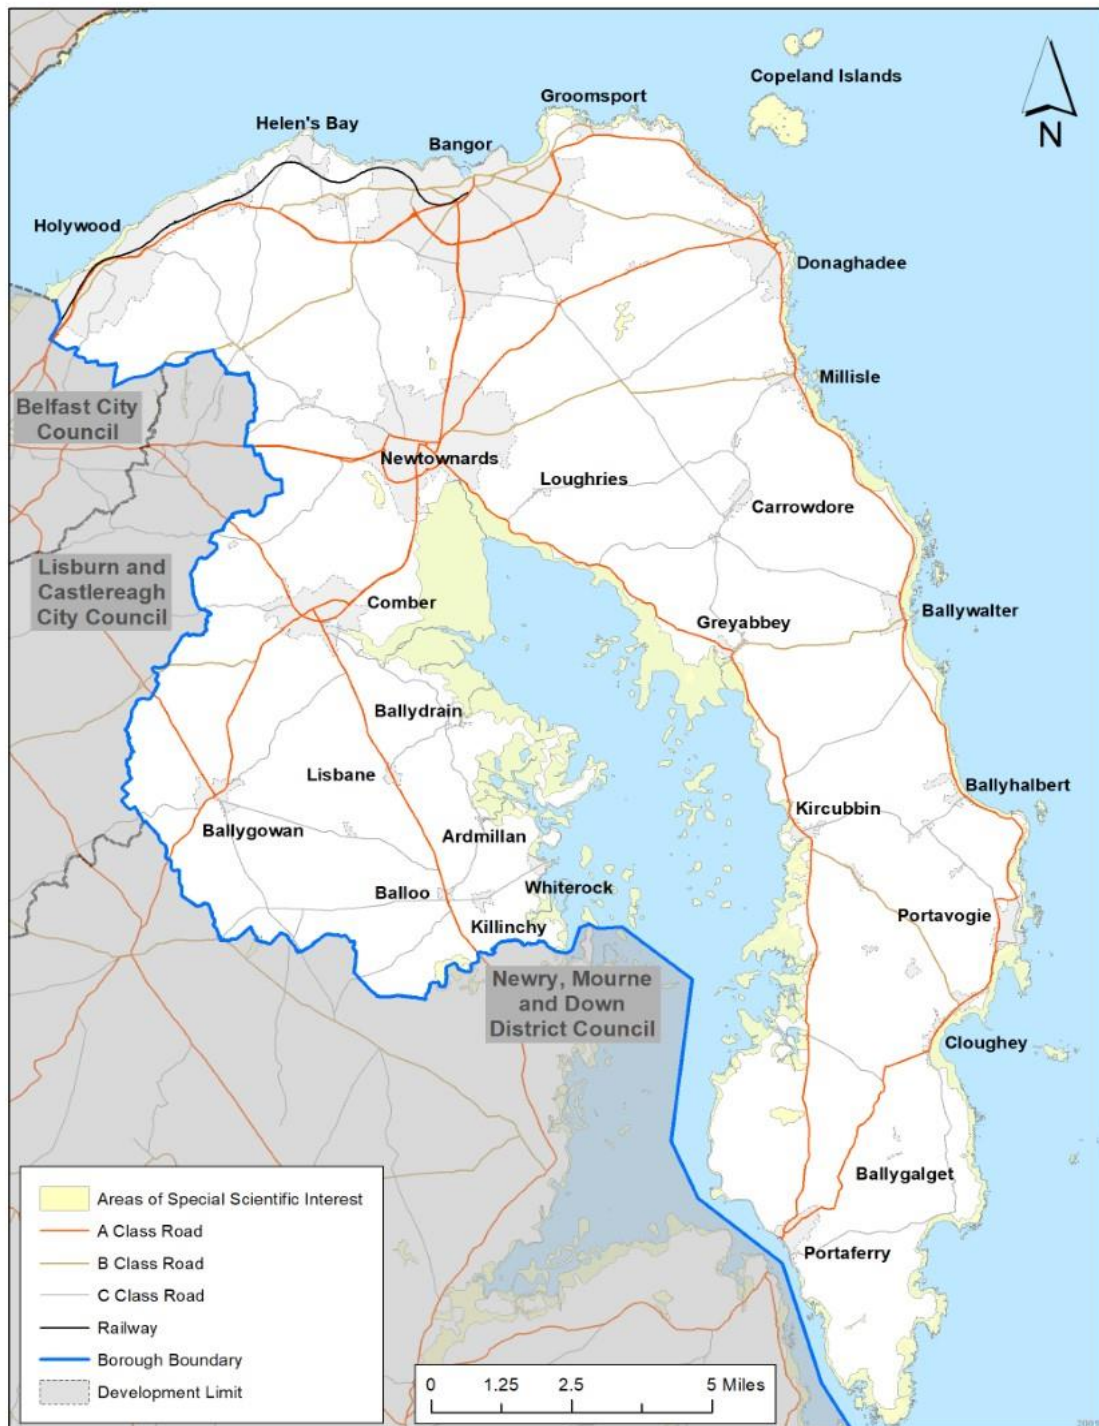 Copeland Islands
Groomsport
Helen's Bay
Bangor
N
Holywood
Donaghadee
Millisle
Belfast City
Council
Newtownards
Loughries
Carrowdore
Lisburn and
Castlereagh
City Council
Comber
Ballywalter
Greyabbey
Ballydrain
Lisbane
Ballyhalbert
Kircubbin
Ballygowan
Ardmillan
Balloo
Whiterock
Portavogie
Killinchy
Newry, Mourne
and Down
District Council
Cloughey
Ballygalget
Portaferry
Areas of Special Scientific Interest
A Class Road
B Class Road
C Class Road
Railway
Borough Boundary
Development Limit
0 1.25 2.5 5 Miles